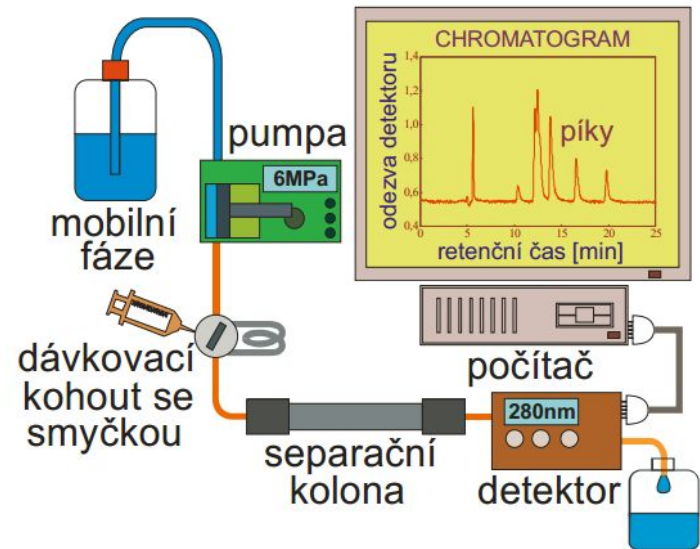 CHROMATOGRAM
1,4
1,2
1,0
0,8
0,6
0,4
odezva detektoru
píky
0
5
10
15
20
25
retenční čas [min]
pumpa
6MPa
mobilní
fáze
dávkovací
kohout se
smyčkou
počítač
separační
kolona
280nm
detektor